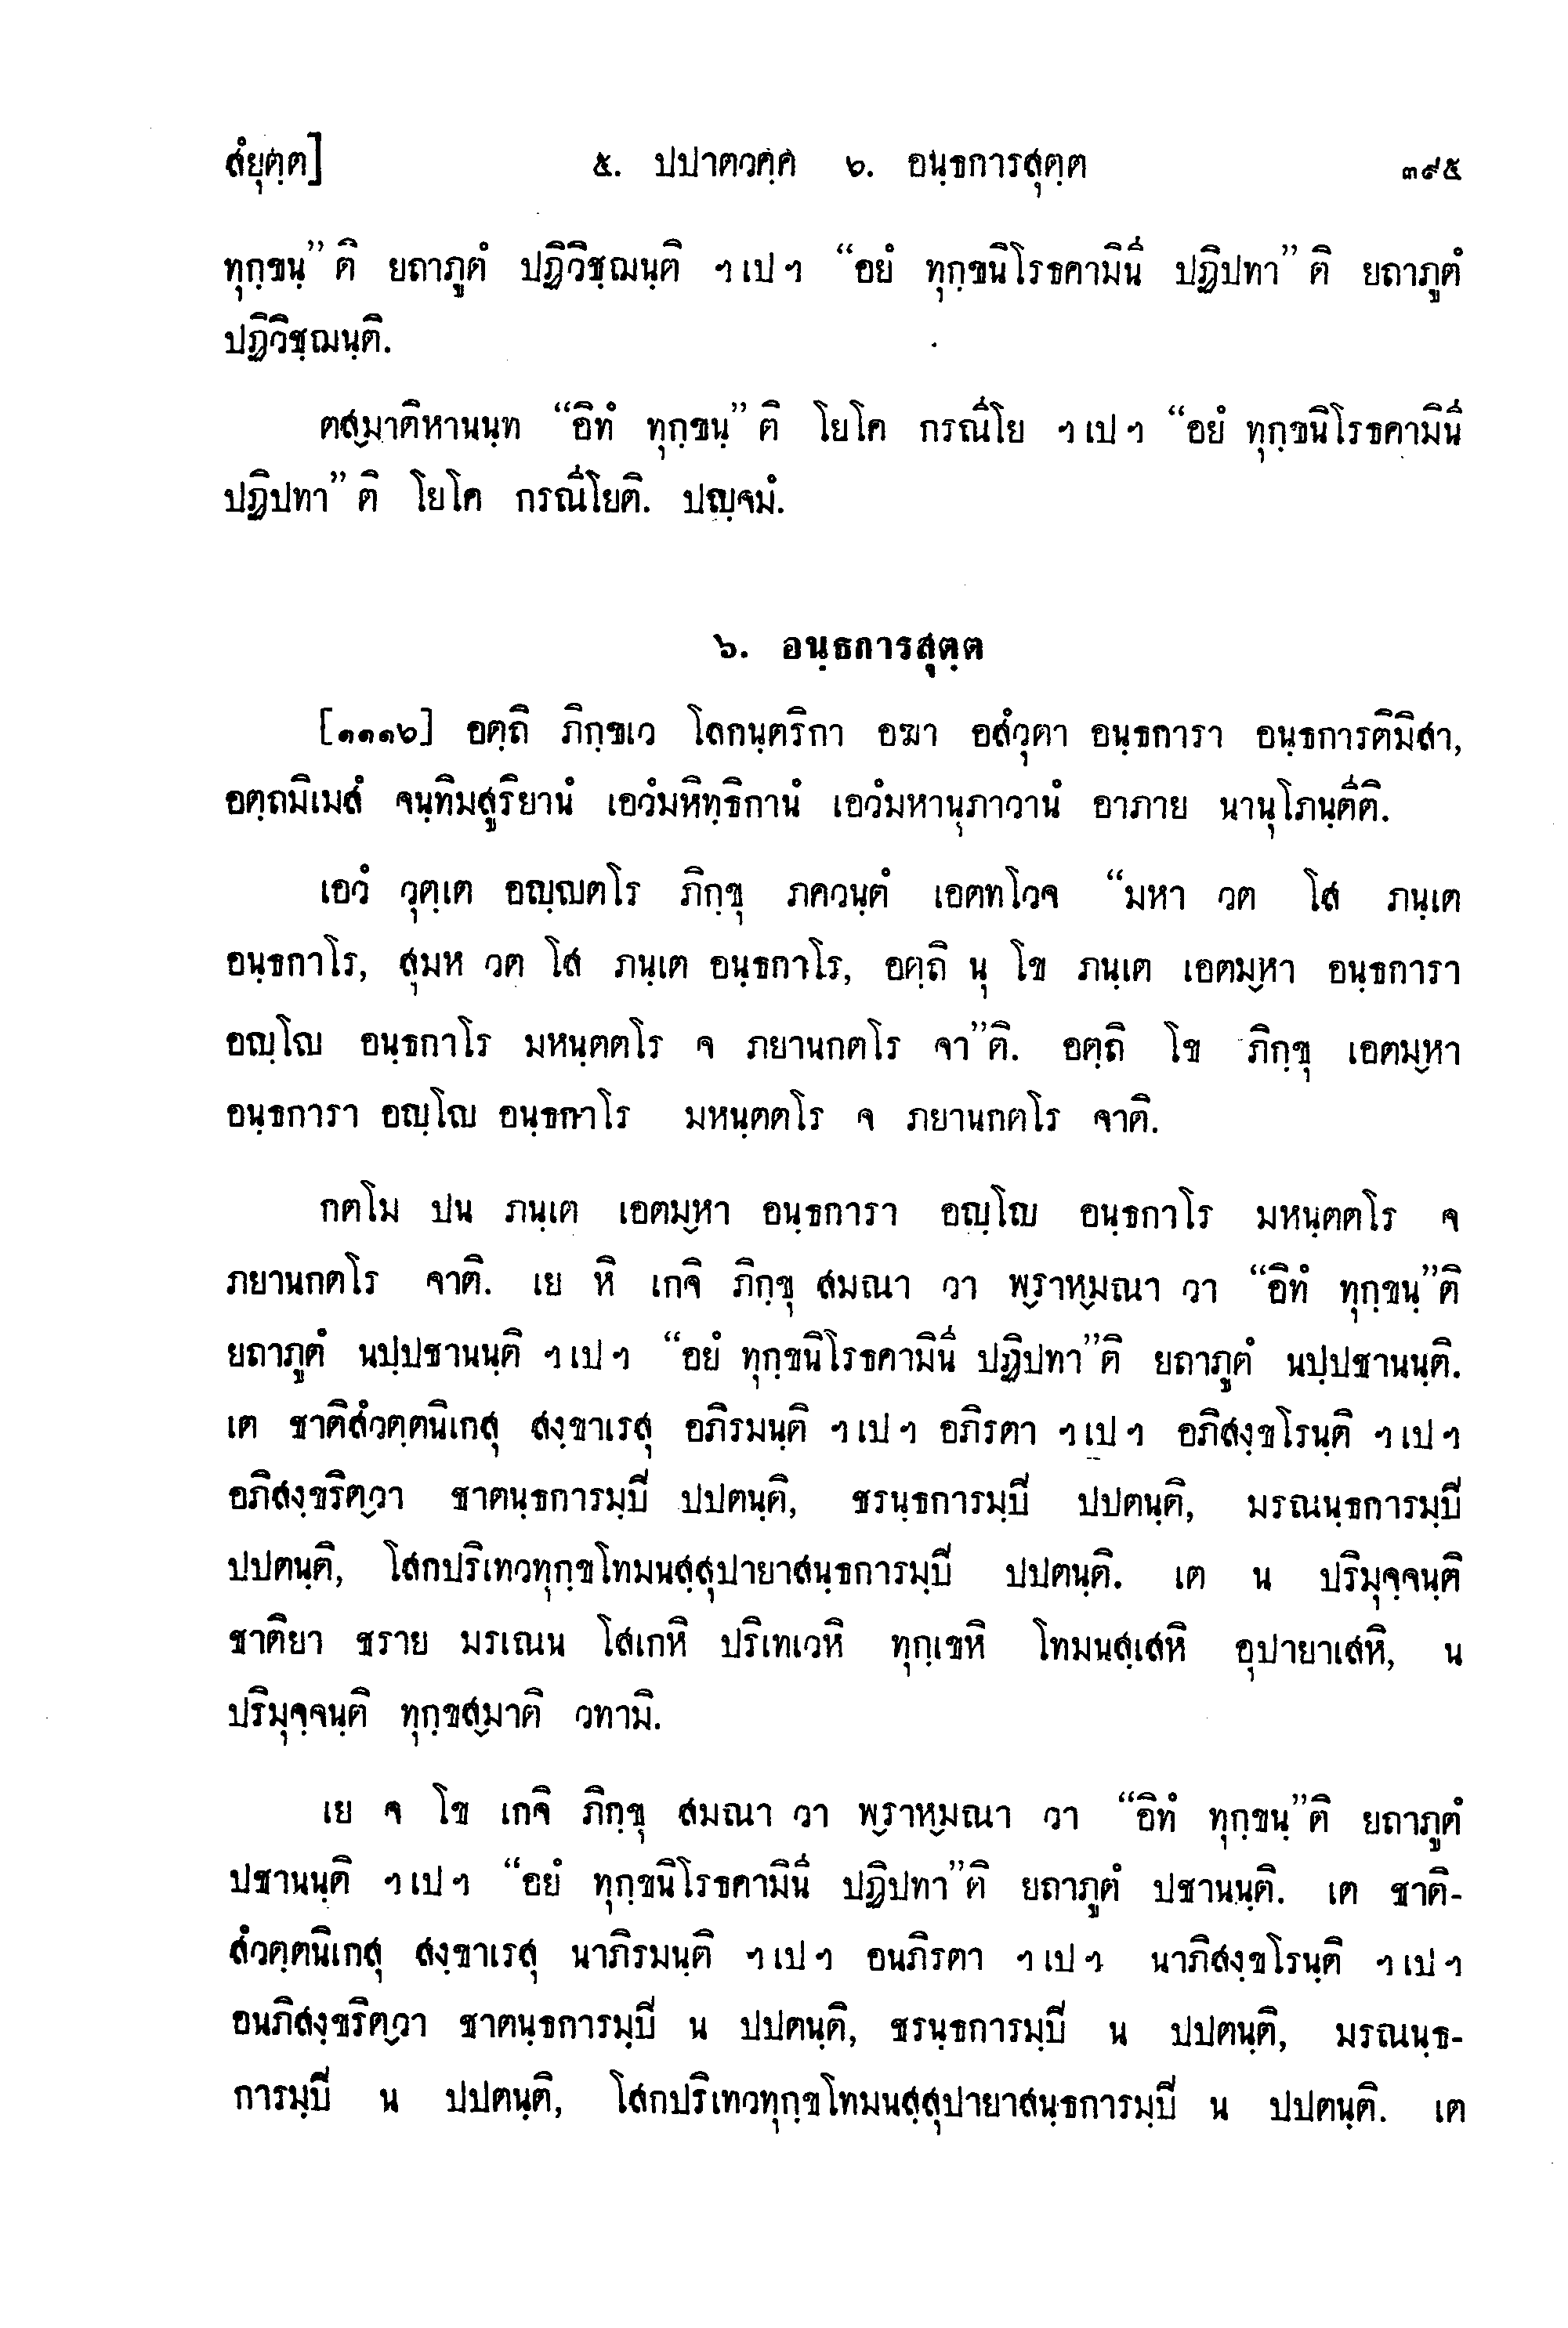 สํยุตฺต]	๕. ปปาตวคฺค ๖. อนฺธการสุตฺต	๓๙๕
ทุกฺขนฺ” ติ ยถาภูตํ ปฏิวิชฺฌนฺติ ฯ เป ฯ “อยํ ทุกฺขนิโรธคามินี ปฏิปทา” ติ ยถาภูตํ
ปฏิวิชฺฌนฺติ.
ตสฺมาติหานนฺท “อิทํ ทุกฺขนฺ” ติ โยโค กรณีโย ฯ เป ฯ “อยํ ทุกฺขนิโรธคามินี
ปฏิปทา” ติ โยโค กรณีโยติ. ปญฺจมํ.
๖. อนฺธการสุตฺต
[๑๑๑๖] อตฺถิ ภิกฺขเว โลกนฺตริกา อฆา อสํวุตา อนฺธการา อนฺธการติมิสา,
อตฺถมิเมสํ จนฺทิมสูริยานํ เอวํมหิทฺธิกานํ เอวํมหานุภาวานํ อาภาย นานุโภนฺตีติ.
เอวํ วุตฺเต อญฺญตโร ภิกฺขุ ภควนฺตํ เอตทโวจ “มหา วต โส ภนฺเต
อนฺธกาโร, สุมห วต โส ภนฺเต อนฺธกาโร, อตฺถิ นุ โข ภนฺเต เอตมฺหา อนฺธการา
อญฺโญ อนฺธกาโร มหนฺตตโร จ ภยานกตโร จา”ติ. อตฺถิ โข ภิกฺขุ เอตมฺหา
อนฺธการา อญฺโญ อนฺธกาโร มหนฺตตโร จ ภยานกตโร จาติ.
กตโม ปน ภนฺเต เอตมฺหา อนฺธการา อญฺโญ อนฺธกาโร มหนฺตตโร จ
ภยานกตโร จาติ. เย หิ เกจิ ภิกฺขุ สมณา วา พฺราหฺมณา วา “อิทํ ทุกฺขนฺ”ติ
ยถาภูตํ นปฺปชานนฺติ ฯ เป ฯ “อยํ ทุกฺขนิโรธคามินี ปฏิปทา”ติ ยถาภูตํ นปฺปชานนฺติ.
เต ชาติสํวตฺตนิเกสุ สงฺขาเรสุ อภิรมนฺติ ฯ เป ฯ อภิรตา ฯ เป ฯ อภิสงฺขโรนฺติ ฯ เป ฯ
อภิสงฺขริตฺวา ชาตนฺธการมฺปิ ปปตนฺติ, ชรนฺธการมฺปิ ปปตนฺติ, มรณนฺธการมฺปิ
ปปตนฺติ, โสกปริเทวทุกฺขโทมนสฺสุปายาสนฺธการมฺปิ ปปตนฺติ. เต น ปริมุจฺจนฺติ
ชาติยา ชราย มรเณน โสเกหิ ปริเทเวหิ ทุกฺเขหิ โทมนสฺเสหิ อุปายาเสหิ, น
ปริมุจฺจนฺติ ทุกฺขสฺมาติ วทามิ.
เย จ โข เกจิ ภิกฺขุ สมณา วา พฺราหฺมณา วา “อิทํ ทุกฺขนฺ”ติ ยถาภูตํ
ปชานนฺติ ฯ เป ฯ “อยํ ทุกฺขนิโรธคามินี ปฏิปทา”ติ ยถาภูตํ ปชานนฺติ. เต ชาติ-
สํวตฺตนิเกสุ สงฺขาเรสุ นาภิรมนฺติ ฯ เป ฯ อนภิรตา ฯ เป ฯ นาภิสงฺขโรนฺติ ฯ เป ฯ
อนภิสงฺขริตฺวา ชาตนฺธการมฺปิ น ปปตนฺติ, ชรนฺธการมฺปิ น ปปตนฺติ, มรณนฺธ-
การมฺปิ น ปปตนฺติ, โสกปริเทวทุกฺขโทมนสฺสุปายาสนฺธการมฺปิ น ปปตนฺติ. เต